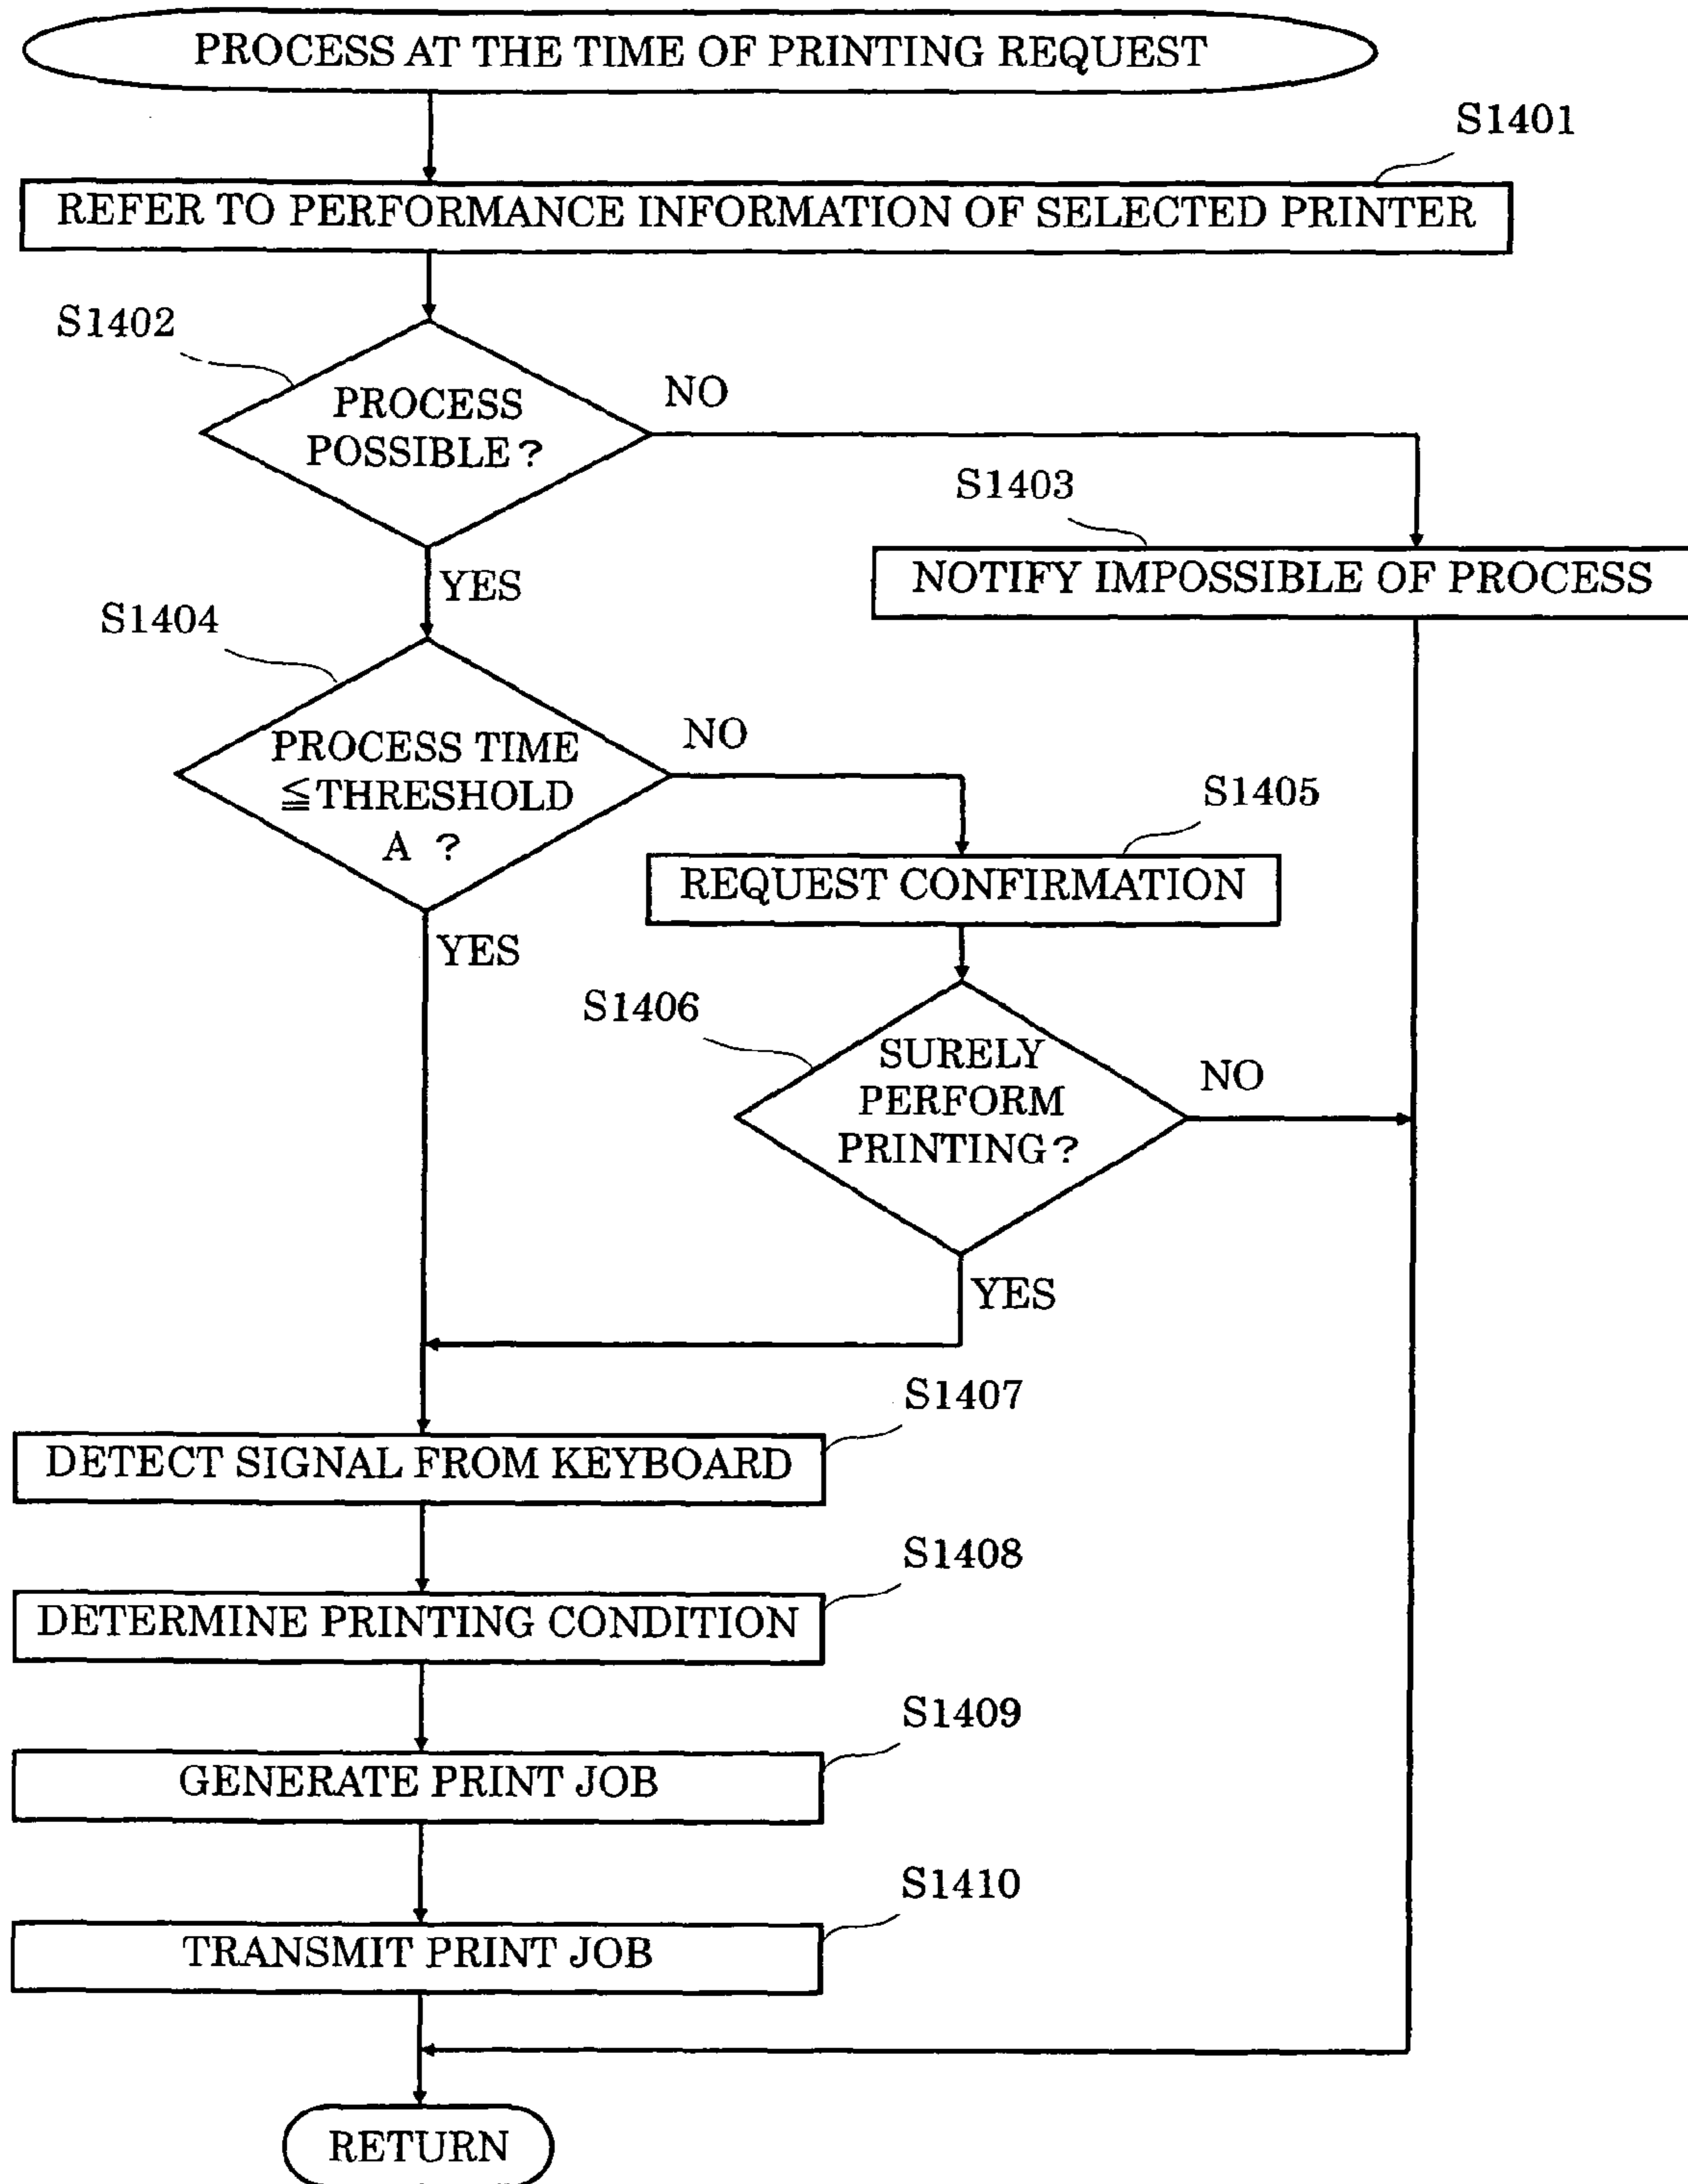 PROCESS AT THE TIME OF PRINTING REQUEST
S1401
REFER TO PERFORMANCE INFORMATION OF SELECTED PRINTER
S1402
PROCESS
POSSIBLE?
NO
S1403
NOTIFY IMPOSSIBLE OF PROCESS
YES
S1404
PROCESS TIME
≦THRESHOLD
A ?
NO
S1405
REQUEST CONFIRMATION
YES
S1406
SURELY
PERFORM
PRINTING?
NO
YES
S1407
DETECT SIGNAL FROM KEYBOARD
S1408
DETERMINE PRINTING CONDITION
S1409
GENERATE PRINT JOB
S1410
TRANSMIT PRINT JOB
RETURN